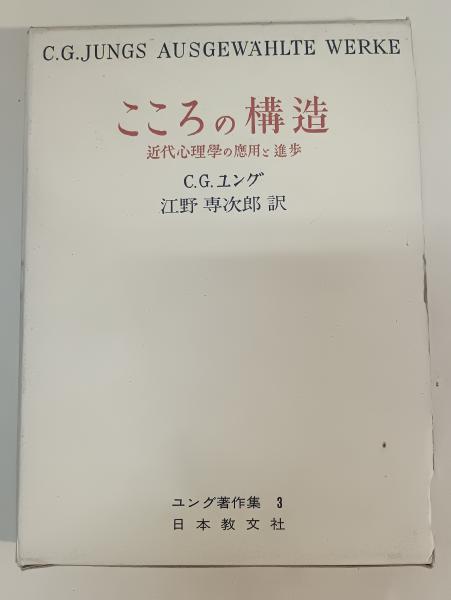 C.G.JUNGS AUSGEWÄHLTE WERKE
こころの構造
近代心理學の應用と進歩
C.G.ユング
江野専次郎訳
ユング著作集 3
日本教文社